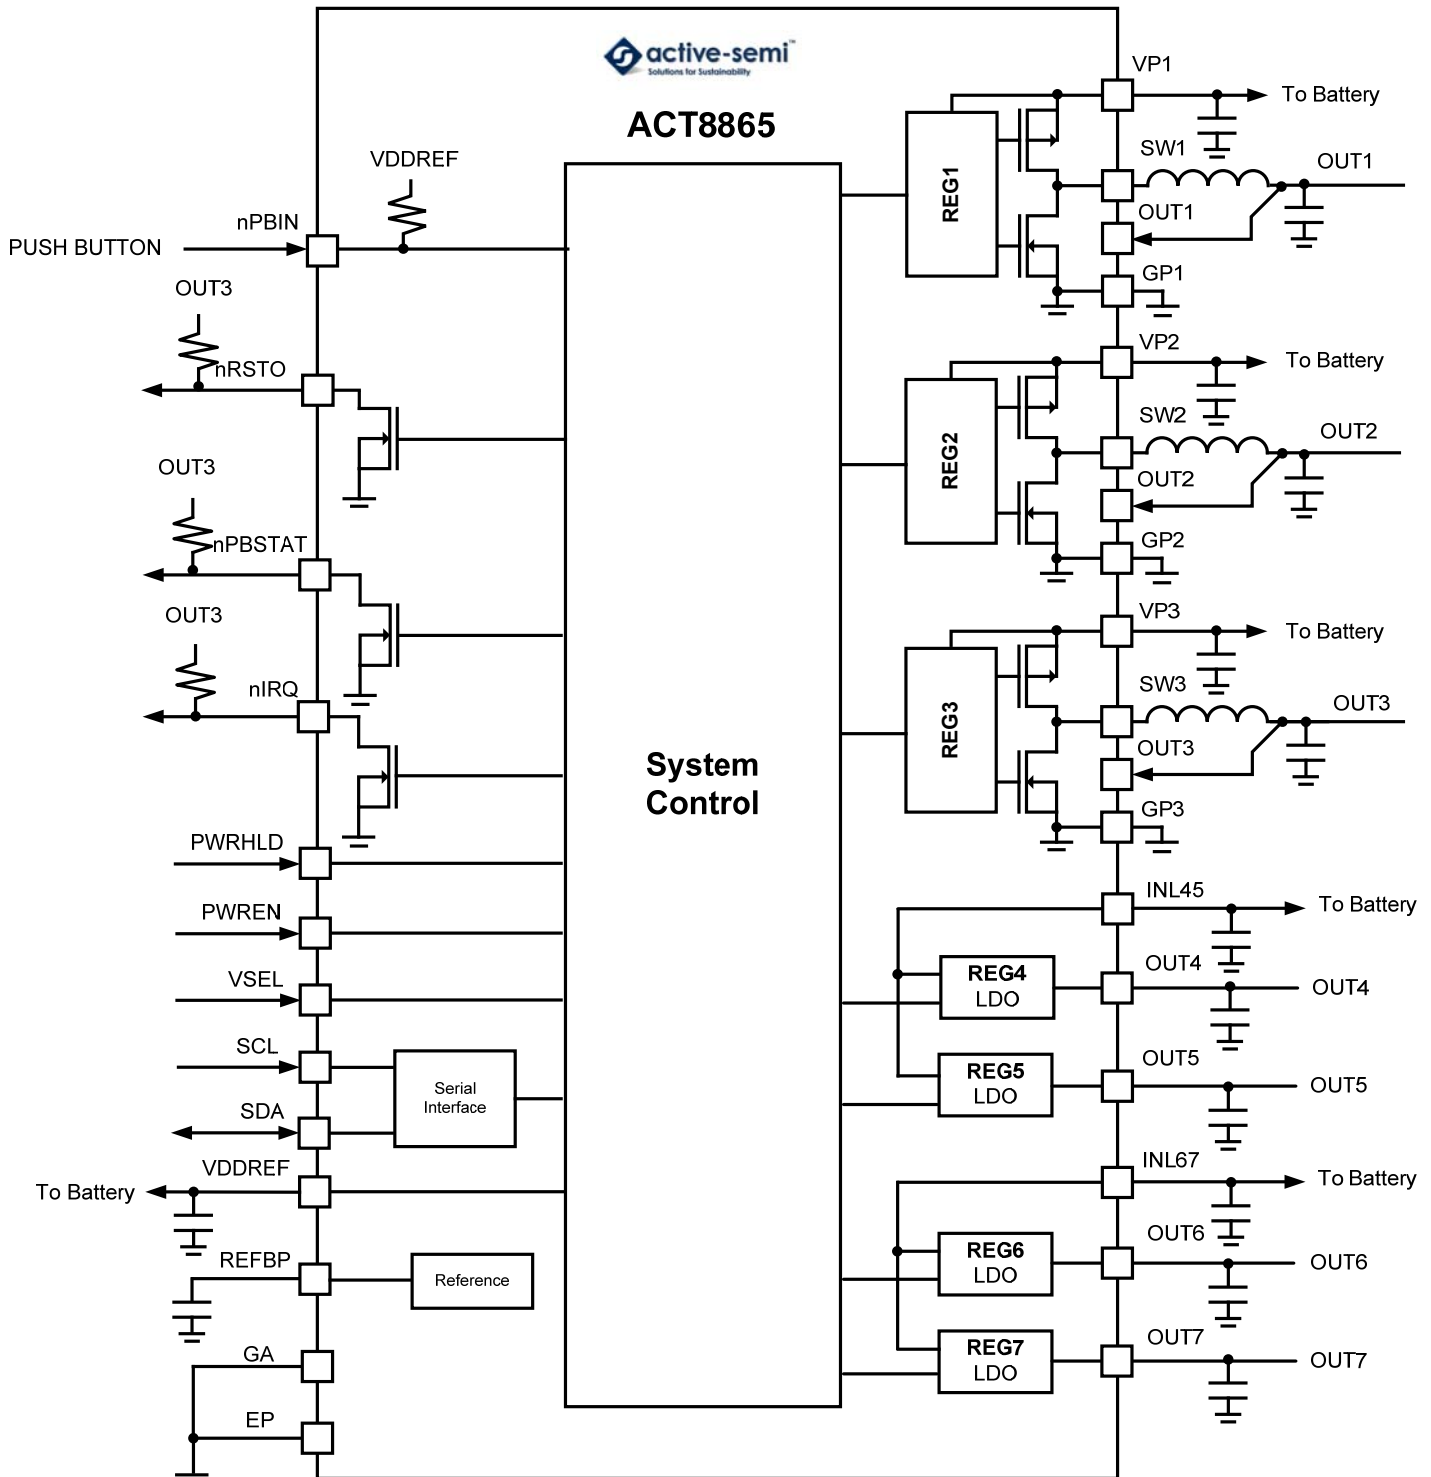 active-semi™
Solutions for Sustainability
ACT8865
VDDREF
nPBIN
PUSH BUTTON
OUT3
nRSTO
OUT3
nPBSTAT
OUT3
nIRQ
PWRHLD
PWREN
VSEL
SCL
SDA
Serial
Interface
VDDREF
To Battery
REFBP
Reference
GA
EP
System
Control
VP1
To Battery
REG1
SW1
OUT1
OUT1
GP1
VP2
To Battery
REG2
SW2
OUT2
OUT2
GP2
VP3
To Battery
REG3
SW3
OUT3
OUT3
GP3
INL45
To Battery
REG4
LDO
OUT4
OUT4
REG5
LDO
OUT5
OUT5
INL67
To Battery
REG6
LDO
OUT6
OUT6
REG7
LDO
OUT7
OUT7